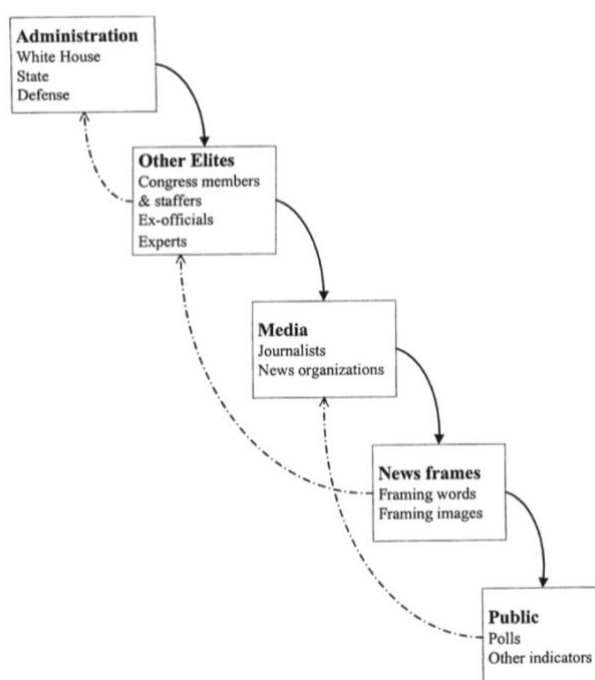 Administration
White House
State
Defense
Other Elites
Congress members
& staffers
Ex-officials
Experts
Media
Journalists
News organizations
News frames
Framing words
Framing images
Public
Polls
Other indicators